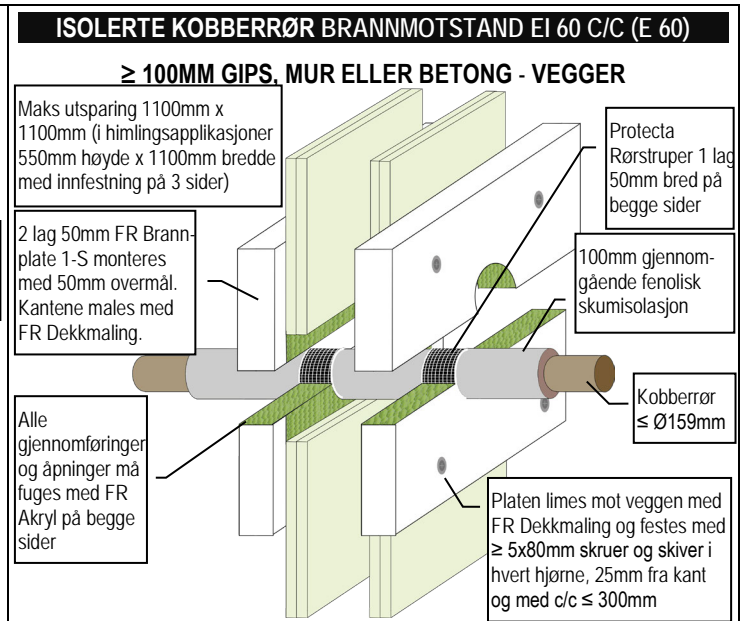 ISOLERTE KOBBERRØR BRANNMOTSTAND EI 60 C/C (E 60)
≥ 100MM GIPS, MUR ELLER BETONG - VEGGER
Maks utsparing 1100mm x
1100mm (i himlingsapplikasjoner
550mm høyde x 1100mm bredde
med innfestning på 3 sider)
2 lag 50mm FR Brann-
plate 1-S monteres
med 50mm overmål.
Kantene males med
FR Dekkmaling.
Alle
gjennomføringer
og åpninger må
fuges med FR
Akryl på begge
sider
Protecta
Rørstruper 1 lag
50mm bred på
begge sider
100mm gjennom-
gående fenolisk
skumisolasjon
Kobberrør
≤ Ø159mm
Platen limes mot veggen med
FR Dekkmaling og festes med
≥ 5x80mm skruer og skiver i
hvert hjørne, 25mm fra kant
og med c/c ≤ 300mm